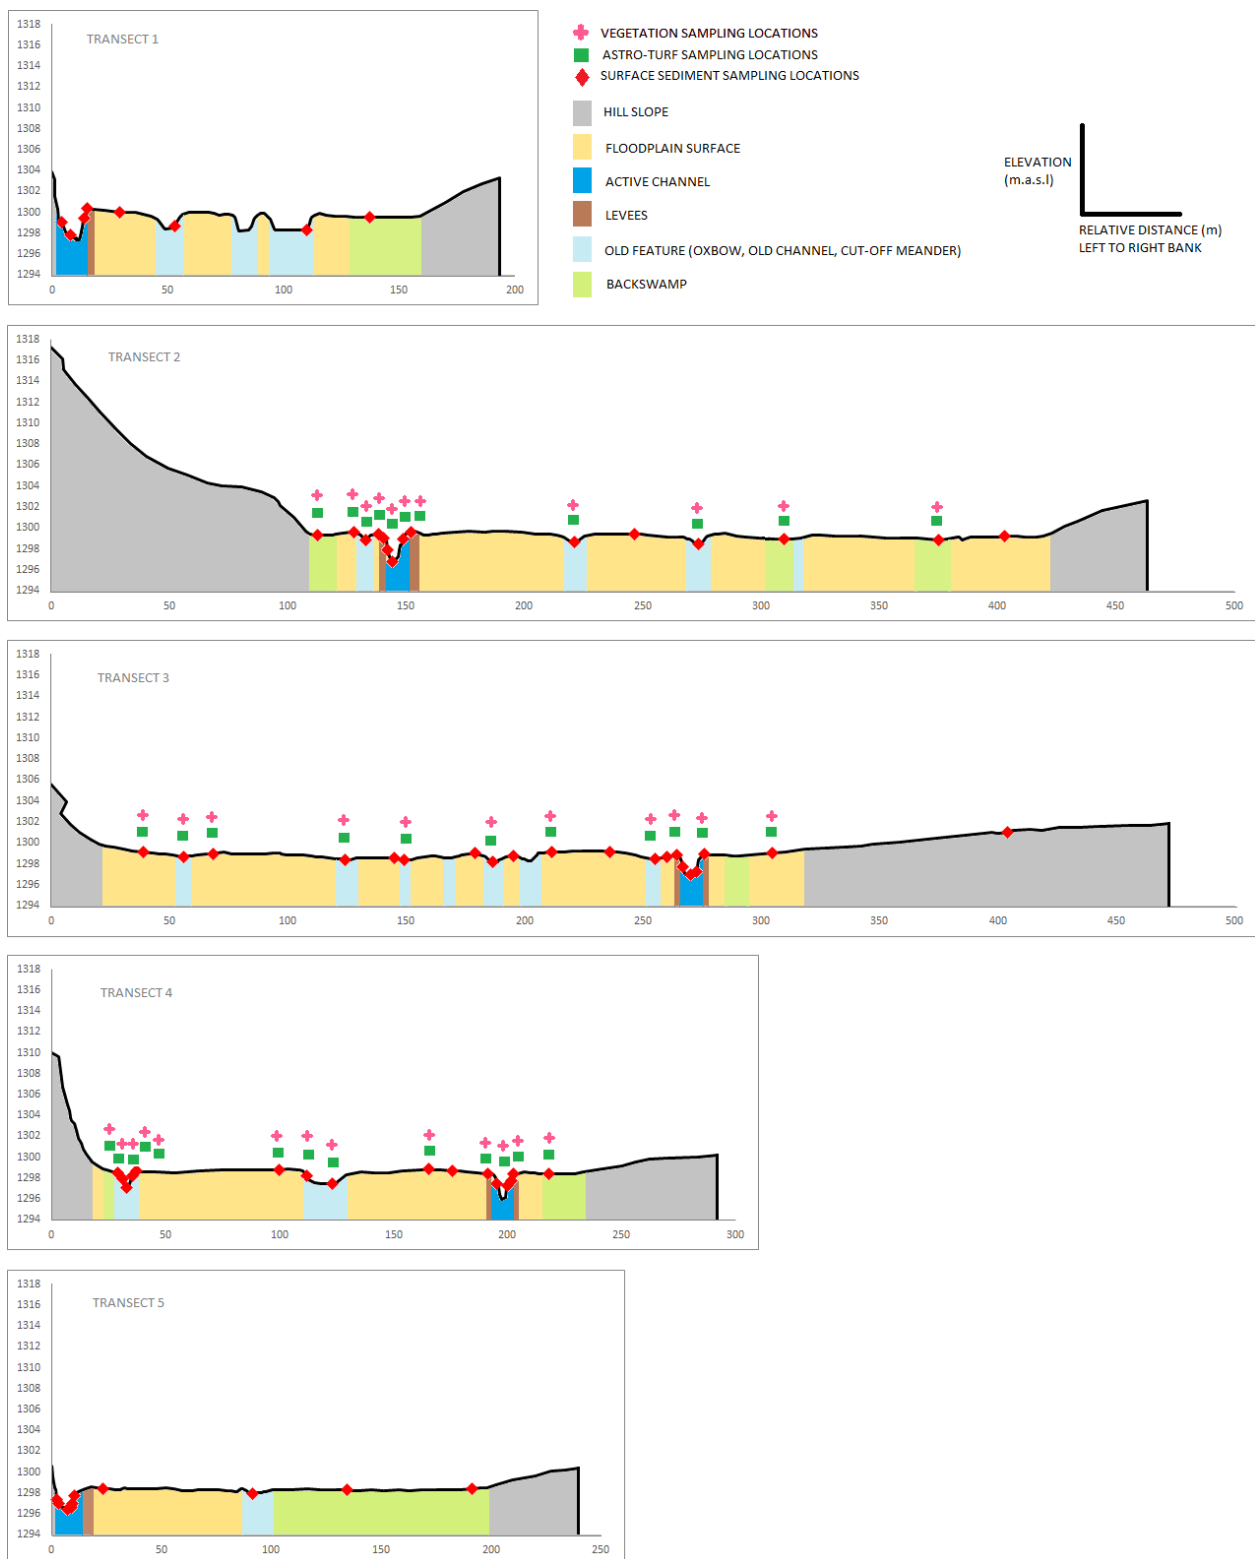 TRANSECT 1
1318
1316
1314
1312
1310
1308
1306
1304
1302
1300
1298
1296
1294
0 50 100 150 200
VEGETATION SAMPLING LOCATIONS
ASTRO-TURF SAMPLING LOCATIONS
SURFACE SEDIMENT SAMPLING LOCATIONS
HILL SLOPE
FLOODPLAIN SURFACE
ACTIVE CHANNEL
LEVEES
OLD FEATURE (OXBOW, OLD CHANNEL, CUT-OFF MEANDER)
BACKSWAMP
ELEVATION
(m.a.s.l)
RELATIVE DISTANCE (m)
LEFT TO RIGHT BANK
TRANSECT 2
1318
1316
1314
1312
1310
1308
1306
1304
1302
1300
1298
1296
1294
0 50 100 150 200 250 300 350 400 450 500
TRANSECT 3
1318
1316
1314
1312
1310
1308
1306
1304
1302
1300
1298
1296
1294
0 50 100 150 200 250 300 350 400 450 500
TRANSECT 4
1318
1316
1314
1312
1310
1308
1306
1304
1302
1300
1298
1296
1294
0 50 100 150 200 250 300
TRANSECT 5
1318
1316
1314
1312
1310
1308
1306
1304
1302
1300
1298
1296
1294
0 50 100 150 200 250